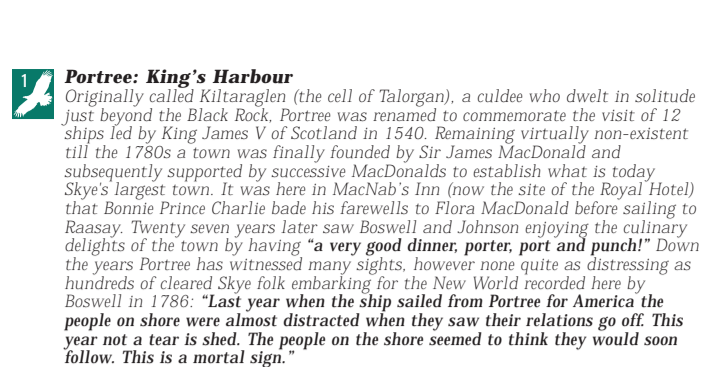 1
Portree: King's Harbour
Originally called Kiltaraglen (the cell of Talorgan), a culdee who dwelt in solitude
just beyond the Black Rock, Portree was renamed to commemorate the visit of 12
ships led by King James V of Scotland in 1540. Remaining virtually non-existent
till the 1780s a town was finally founded by Sir James MacDonald and
subsequently supported by successive MacDonalds to establish what is today
Skye's largest town. It was here in MacNab's Inn (now the site of the Royal Hotel)
that Bonnie Prince Charlie bade his farewells to Flora MacDonald before sailing to
Raasay. Twenty seven years later saw Boswell and Johnson enjoying the culinary
delights of the town by having “a very good dinner, porter, port and punch!” Down
the years Portree has witnessed many sights, however none quite as distressing as
hundreds of cleared Skye folk embarking for the New World recorded here by
Boswell in 1786: “Last year when the ship sailed from Portree for America the
people on shore were almost distracted when they saw their relations go off. This
year not a tear is shed. The people on the shore seemed to think they would soon
follow. This is a mortal sign.”